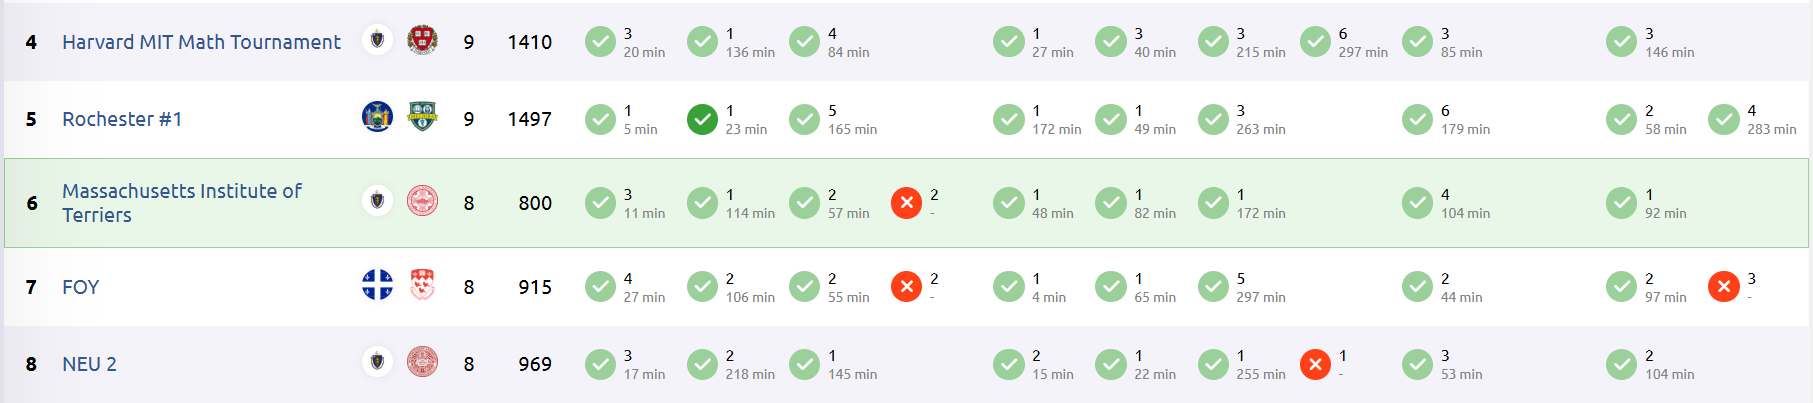 4 Harvard MIT Math Tournament 9 1410 3 1 4 1 3 3 6 3 3
20 min 136 min 84 min 27 min 40 min 215 min 297 min 85 min 146 min
5 Rochester #1 9 1497 1 1 5 1 1 3 6 2 4
5 min 23 min 165 min 172 min 49 min 263 min 179 min 58 min 283 min
6 Massachusetts Institute of Terriers 8 800 3 1 2 2 1 1 1 4 1
11 min 114 min 57 min - 48 min 82 min 172 min 104 min 92 min
7 FOY 8 915 4 2 2 2 1 1 5 2 2 3
27 min 106 min 55 min - 4 min 65 min 297 min 44 min 97 min -
8 NEU 2 8 969 3 2 1 2 1 1 1 3 2
17 min 218 min 145 min 15 min 22 min 255 min - 53 min 104 min